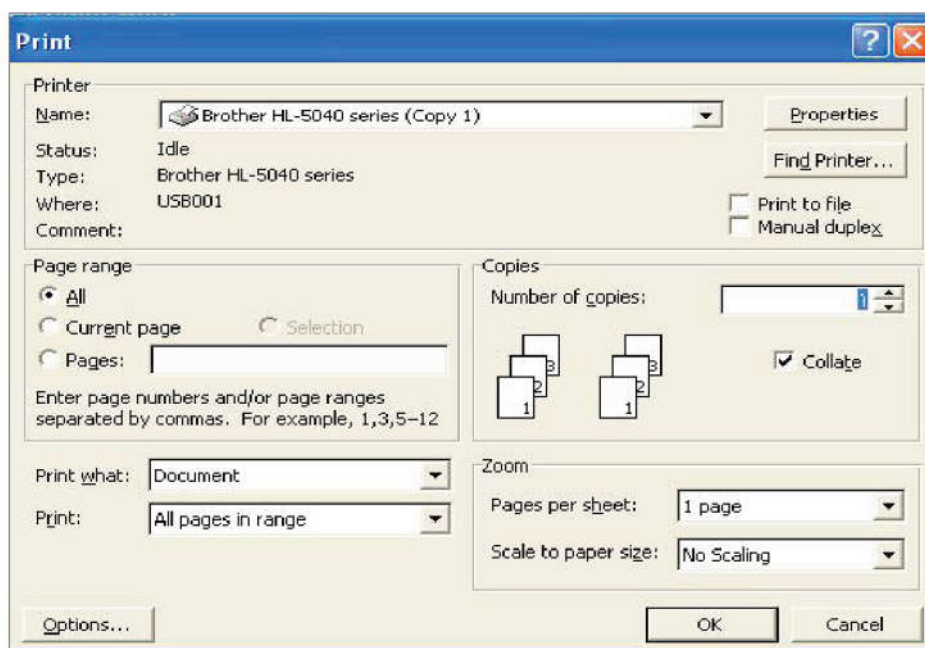 Print
Printer
Name: Brother HL-5040 series (Copy 1) Properties
Status: Idle
Find Printer...
Type: Brother HL-5040 series
Where: USB001
Print to file
Comment:
Manual duplex
Page range
All
Current page Selection
Pages:
Enter page numbers and/or page ranges
separated by commas. For example, 1,3,5–12
Copies
Number of copies: 1
1 2 3 1 2 3
Collate
Print what: Document
Print: All pages in range
Zoom
Pages per sheet: 1 page
Scale to paper size: No Scaling
Options... OK Cancel